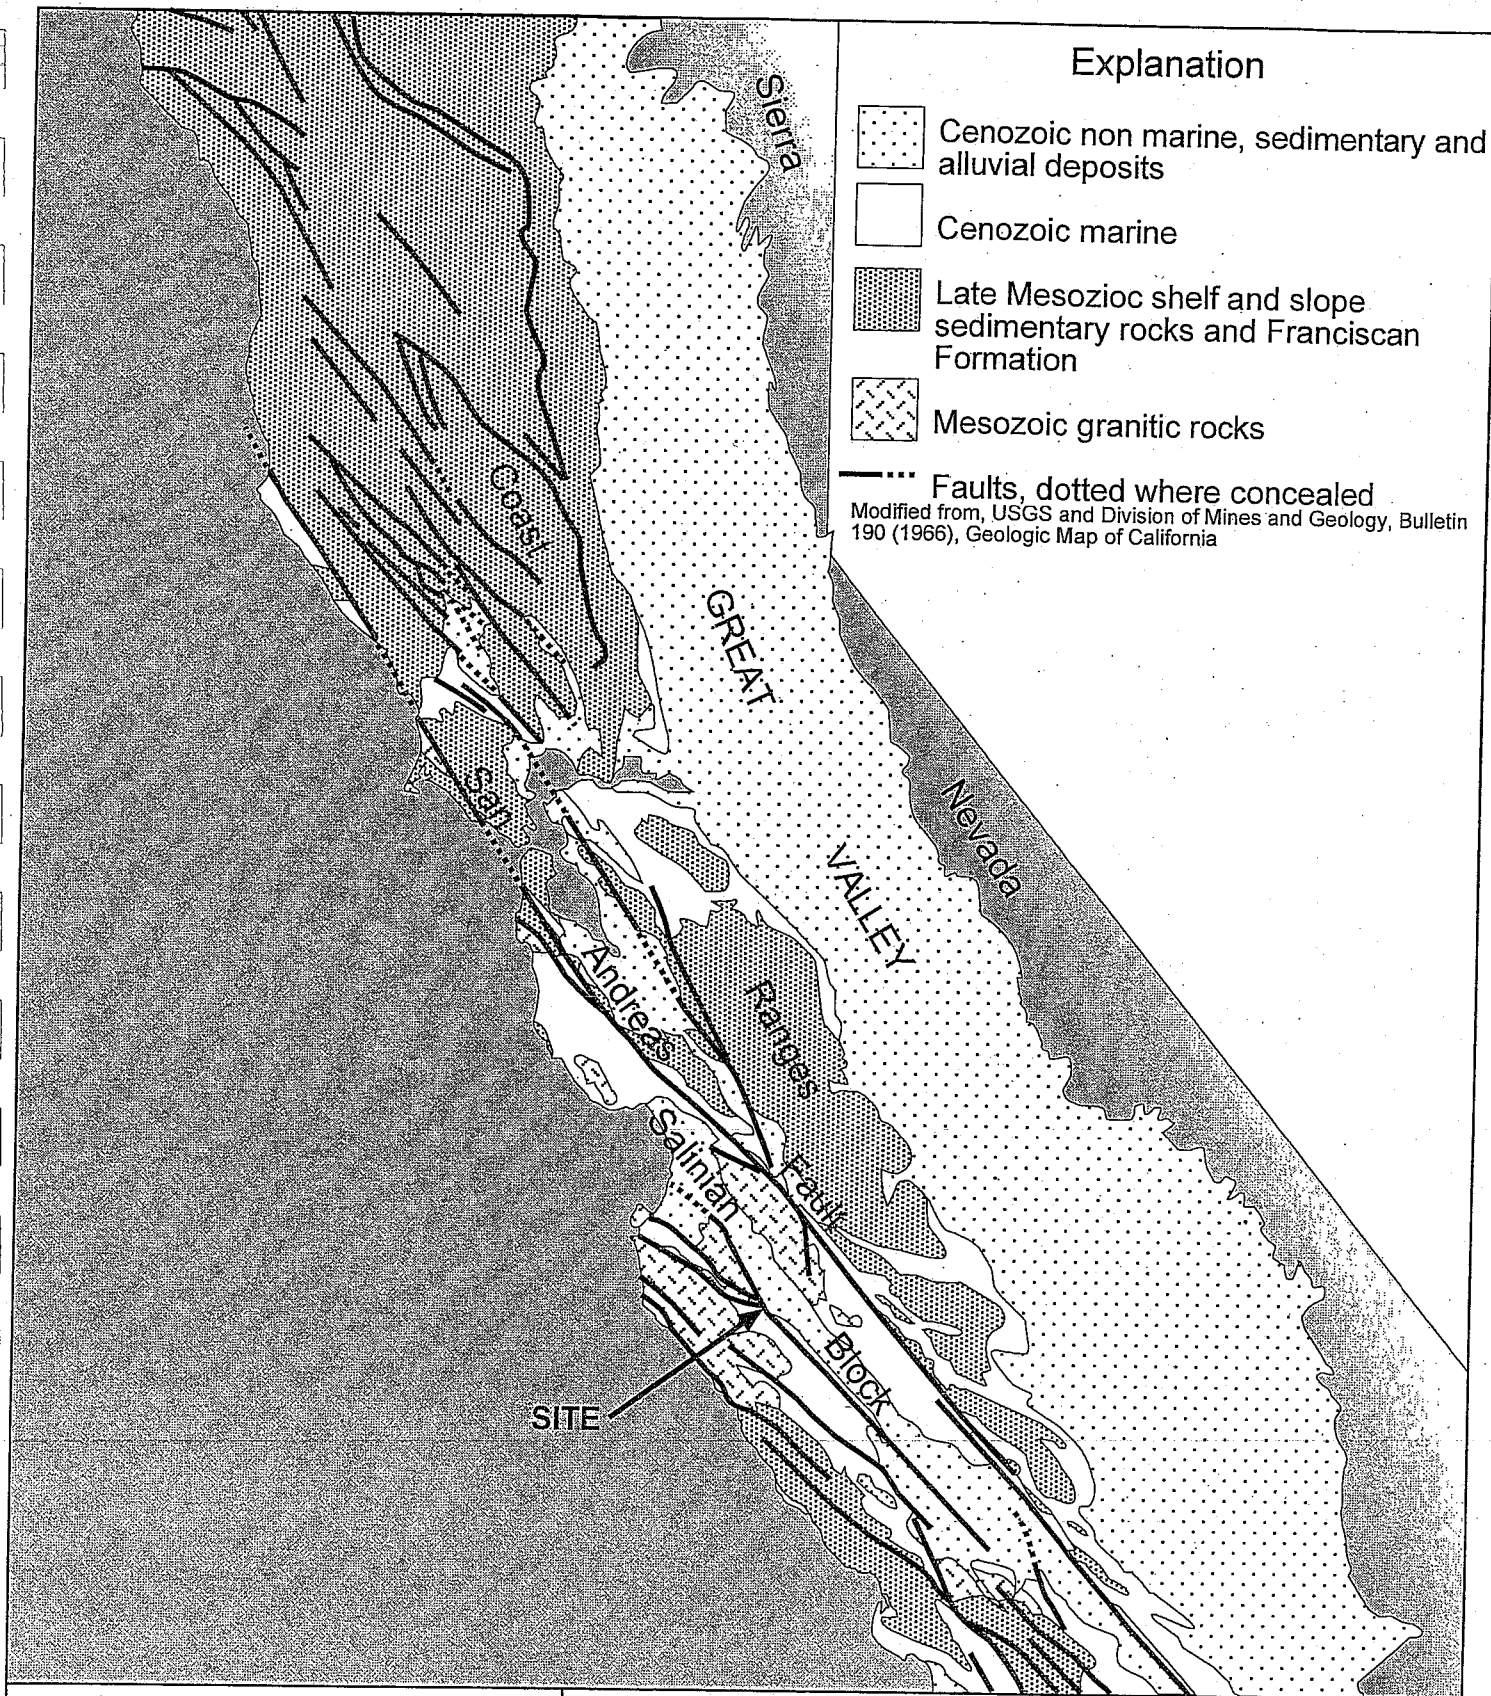 Explanation
Cenozoic non marine, sedimentary and
alluvial deposits
Cenozoic marine
Late Mesozioc shelf and slope
sedimentary rocks and Franciscan
Formation
Mesozoic granitic rocks
Faults, dotted where concealed
Modified from, USGS and Division of Mines and Geology, Bulletin
190 (1966), Geologic Map of California
Sierra
Nevada
GREAT
VALLEY
Coast
Ranges
San
Andreas
Fault
Salinian
Block
SITE